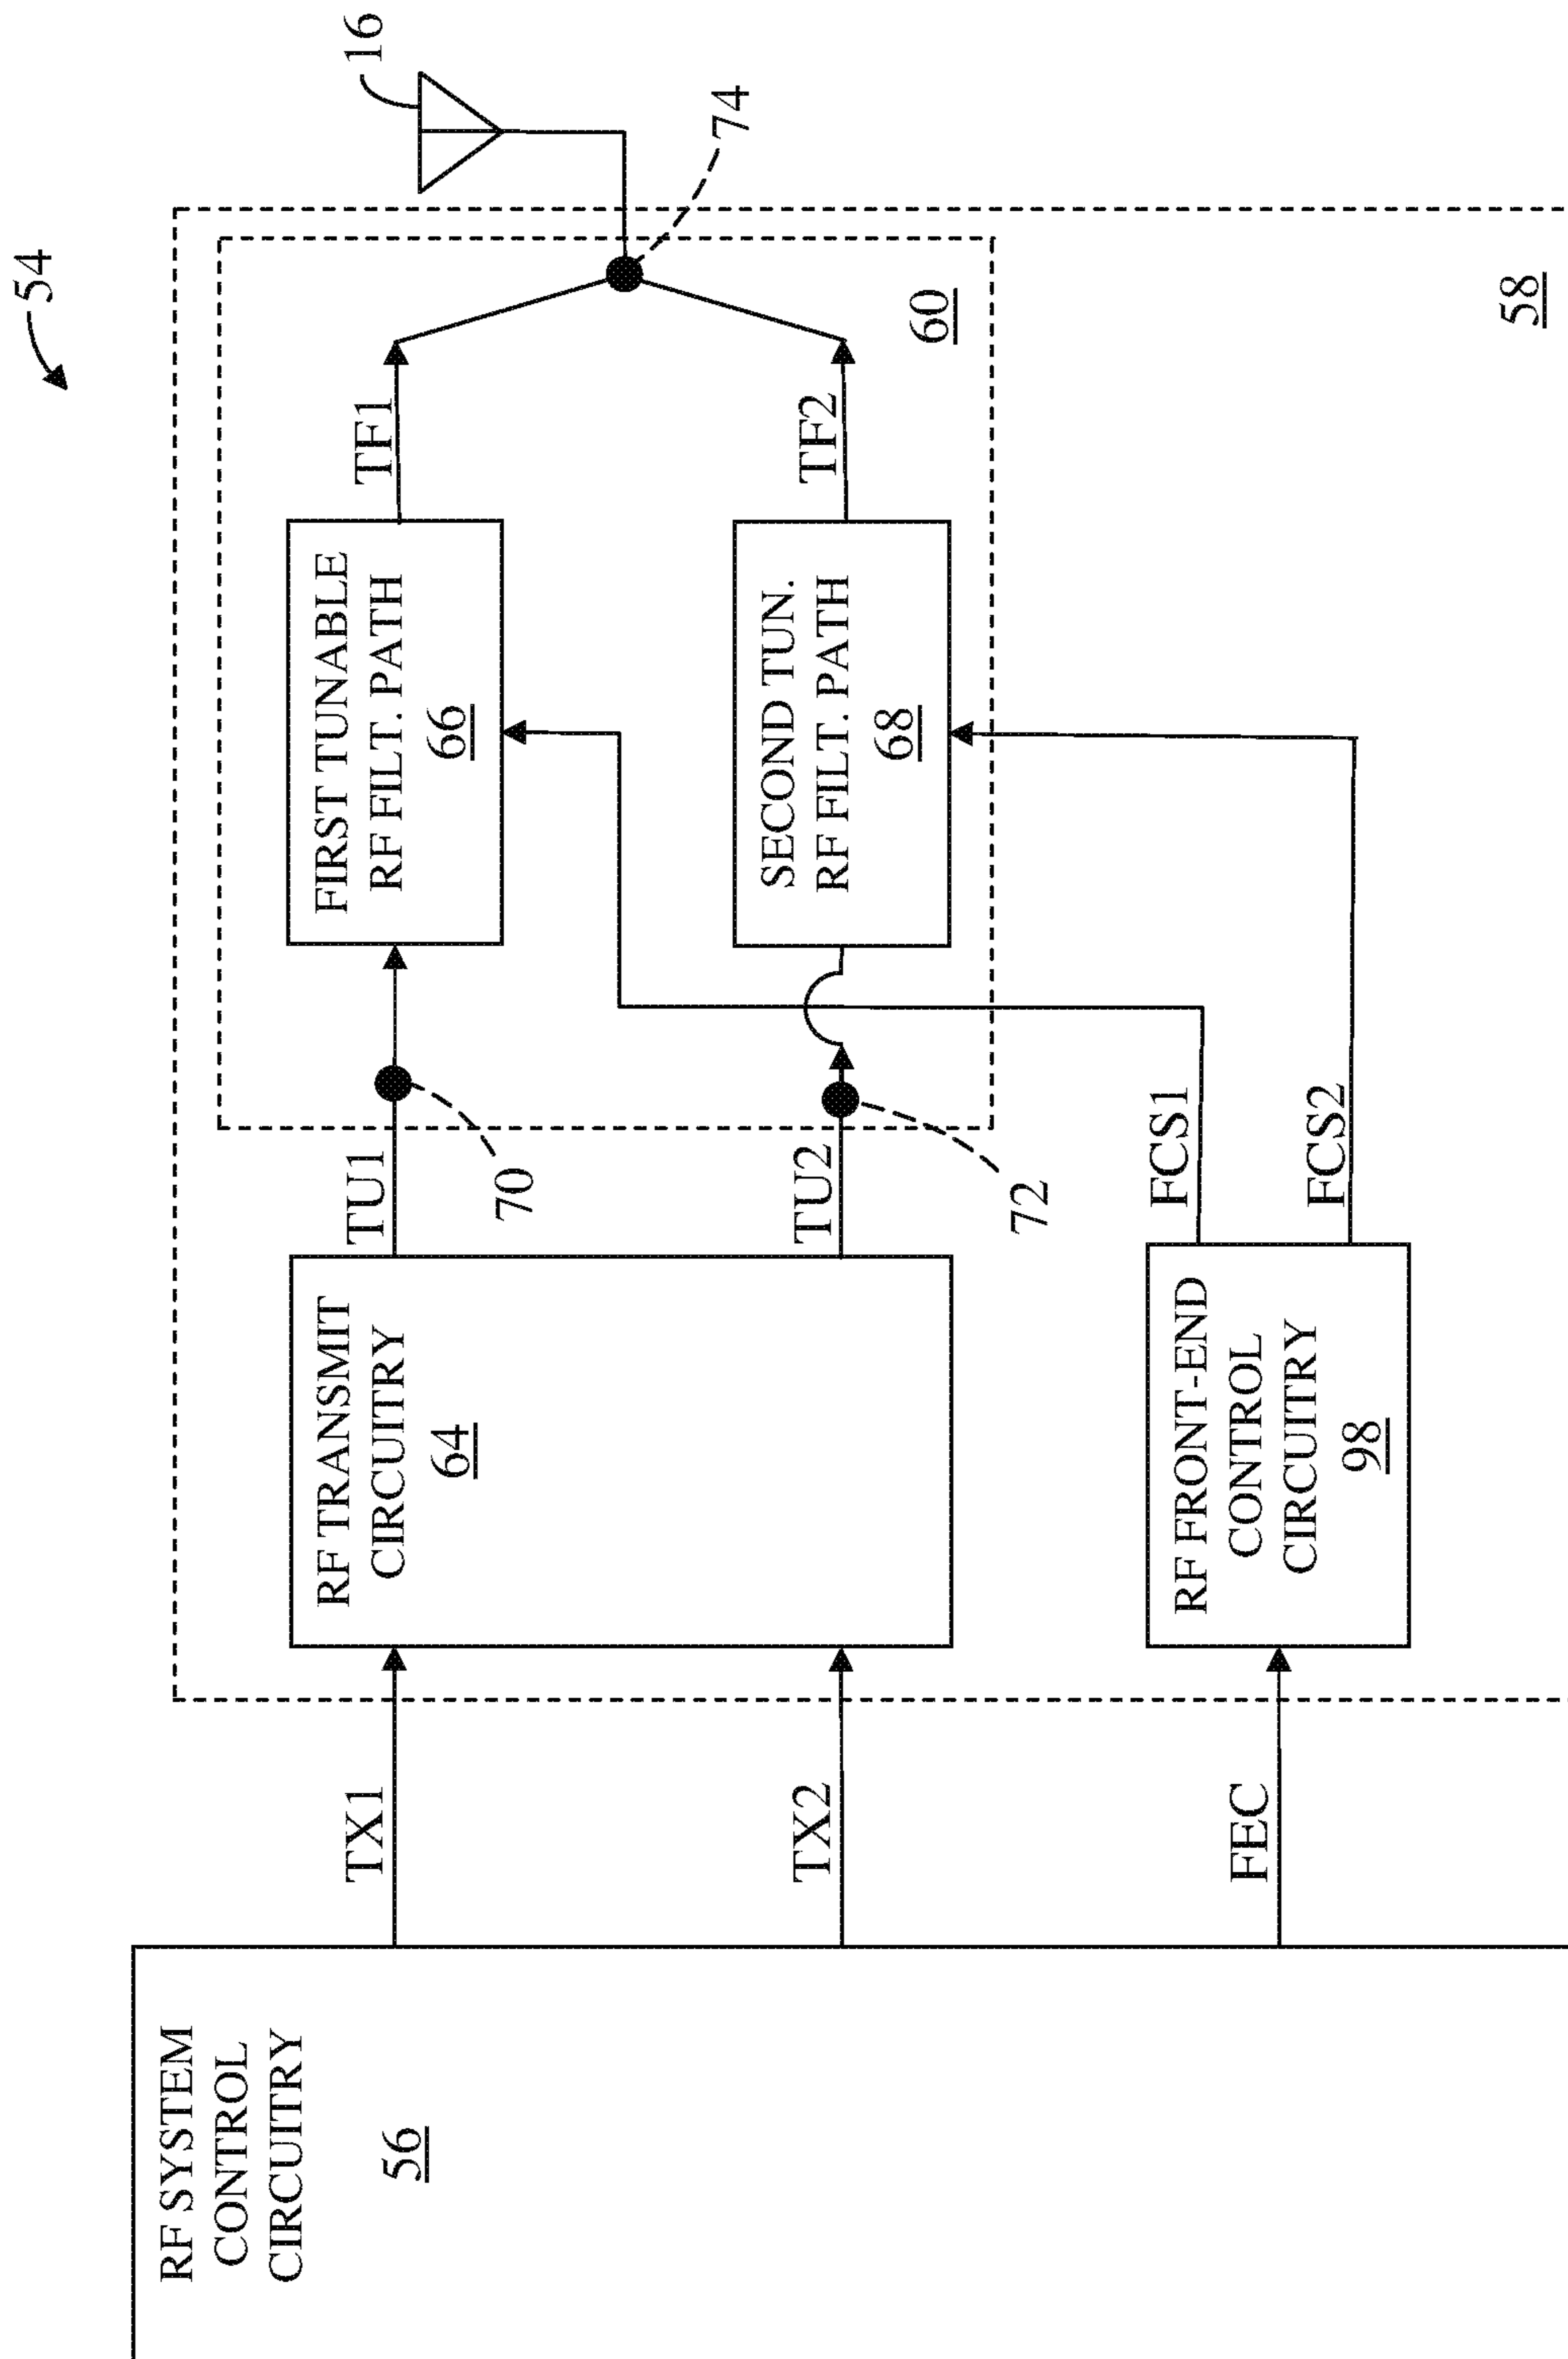 54
RF SYSTEM
CONTROL
CIRCUITRY
56
TX1
TX2
FEC
RF TRANSMIT
CIRCUITRY
64
RF FRONT-END
CONTROL
CIRCUITRY
98
TU1
70
TU2
72
FCS1
FCS2
FIRST TUNABLE
RF FILT. PATH
66
SECOND TUN.
RF FILT. PATH
68
TF1
TF2
60
74
16
58